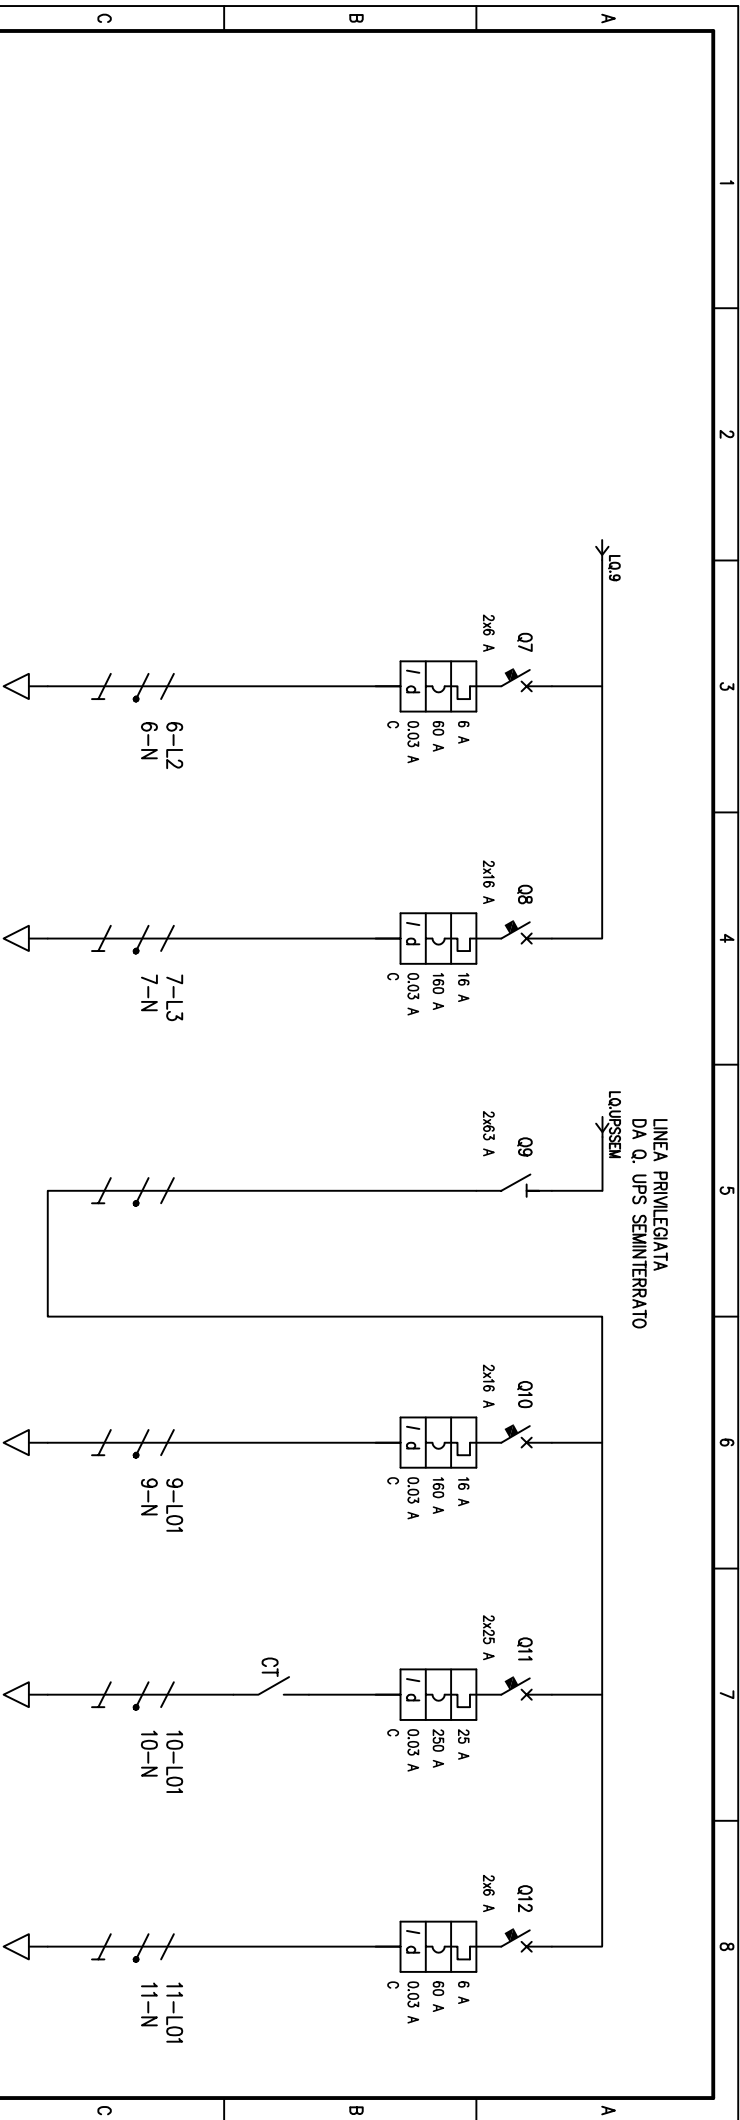 1
2
3
4
5
6
7
8
A
B
C
A
B
C
LQ.9
Q7
2x6 A
6 A
60 A
I d
0.03 A
C
6-L2
6-N
Q8
2x16 A
16 A
160 A
I d
0.03 A
C
7-L3
7-N
LINEA PRIVILEGIATA
DA Q. UPS SEMINTERRATO
LQ.UPSSEM
Q9
2x63 A
Q10
2x16 A
16 A
160 A
I d
0.03 A
C
9-L01
9-N
Q11
2x25 A
25 A
250 A
I d
0.03 A
C
CT
10-L01
10-N
Q12
2x6 A
6 A
60 A
I d
0.03 A
C
11-L01
11-N